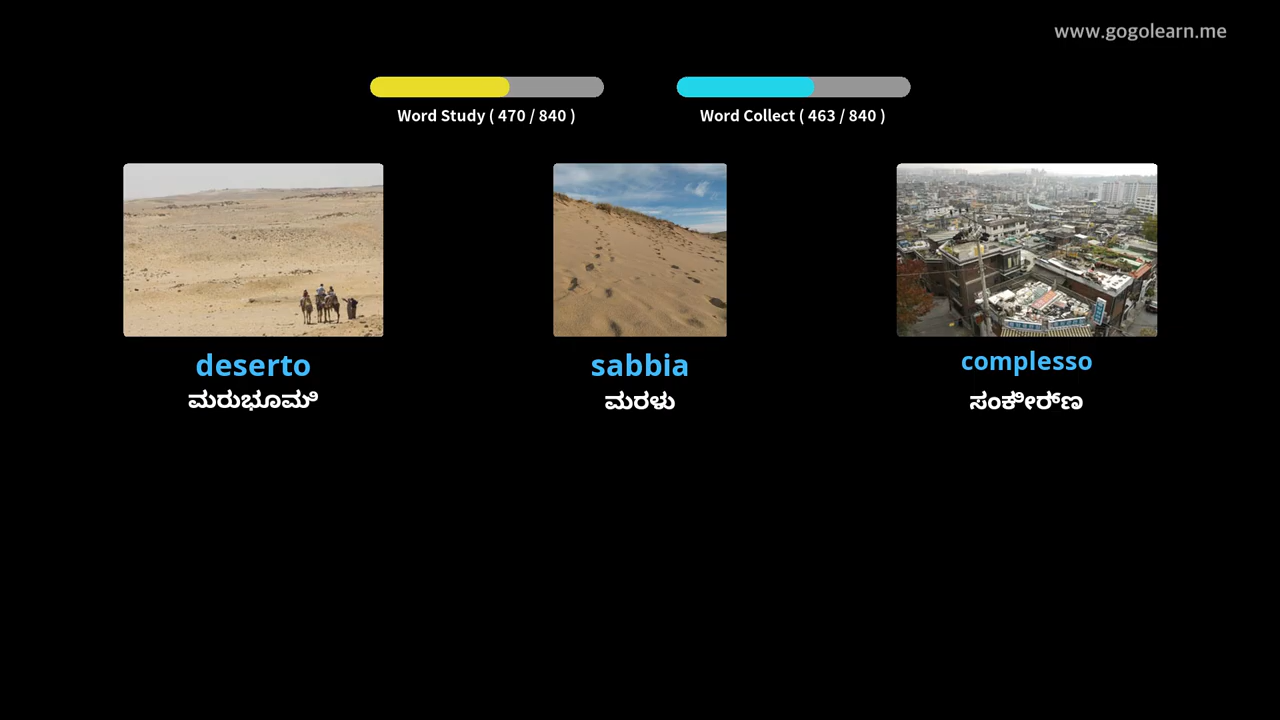 www.gogolearn.me
Word Study ( 470 / 840 )
Word Collect ( 463 / 840 )
deserto
ಮರುಭೂಮಿ
sabbia
ಮರಳು
complesso
ಸಂಕೀರ್ಣ